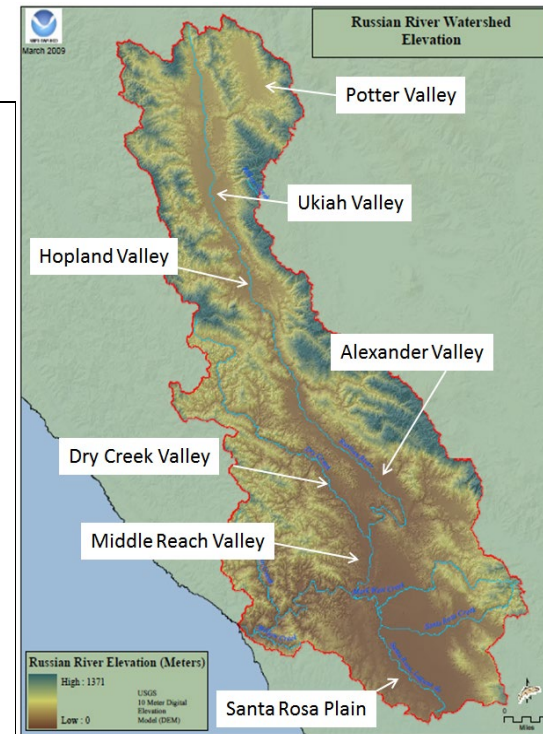 March 2009
Russian River Watershed
Elevation
Potter Valley
Ukiah Valley
Hopland Valley
Alexander Valley
Dry Creek Valley
Middle Reach Valley
Santa Rosa Plain
Russian River Elevation (Meters)
High : 1371
Low : 0
USGS
10 Meter Digital
Elevation
Model (DEM)
0
Miles